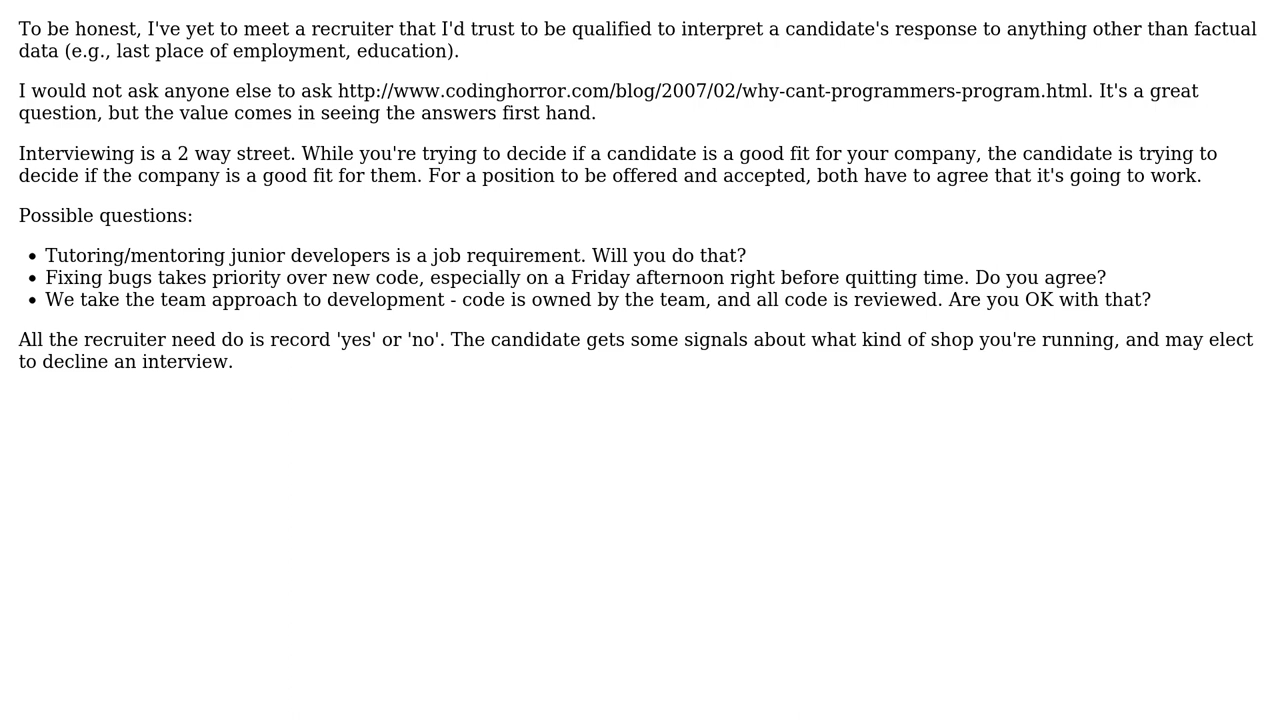 To be honest, I've yet to meet a recruiter that I'd trust to be qualified to interpret a candidate's response to anything other than factual
data (e.g., last place of employment, education).
I would not ask anyone else to ask http://www.codinghorror.com/blog/2007/02/why-cant-programmers-program.html. It's a great
question, but the value comes in seeing the answers first hand.
Interviewing is a 2 way street. While you're trying to decide if a candidate is a good fit for your company, the candidate is trying to
decide if the company is a good fit for them. For a position to be offered and accepted, both have to agree that it's going to work.
Possible questions:
• Tutoring/mentoring junior developers is a job requirement. Will you do that?
• Fixing bugs takes priority over new code, especially on a Friday afternoon right before quitting time. Do you agree?
• We take the team approach to development - code is owned by the team, and all code is reviewed. Are you OK with that?
All the recruiter need do is record 'yes' or 'no'. The candidate gets some signals about what kind of shop you're running, and may elect
to decline an interview.